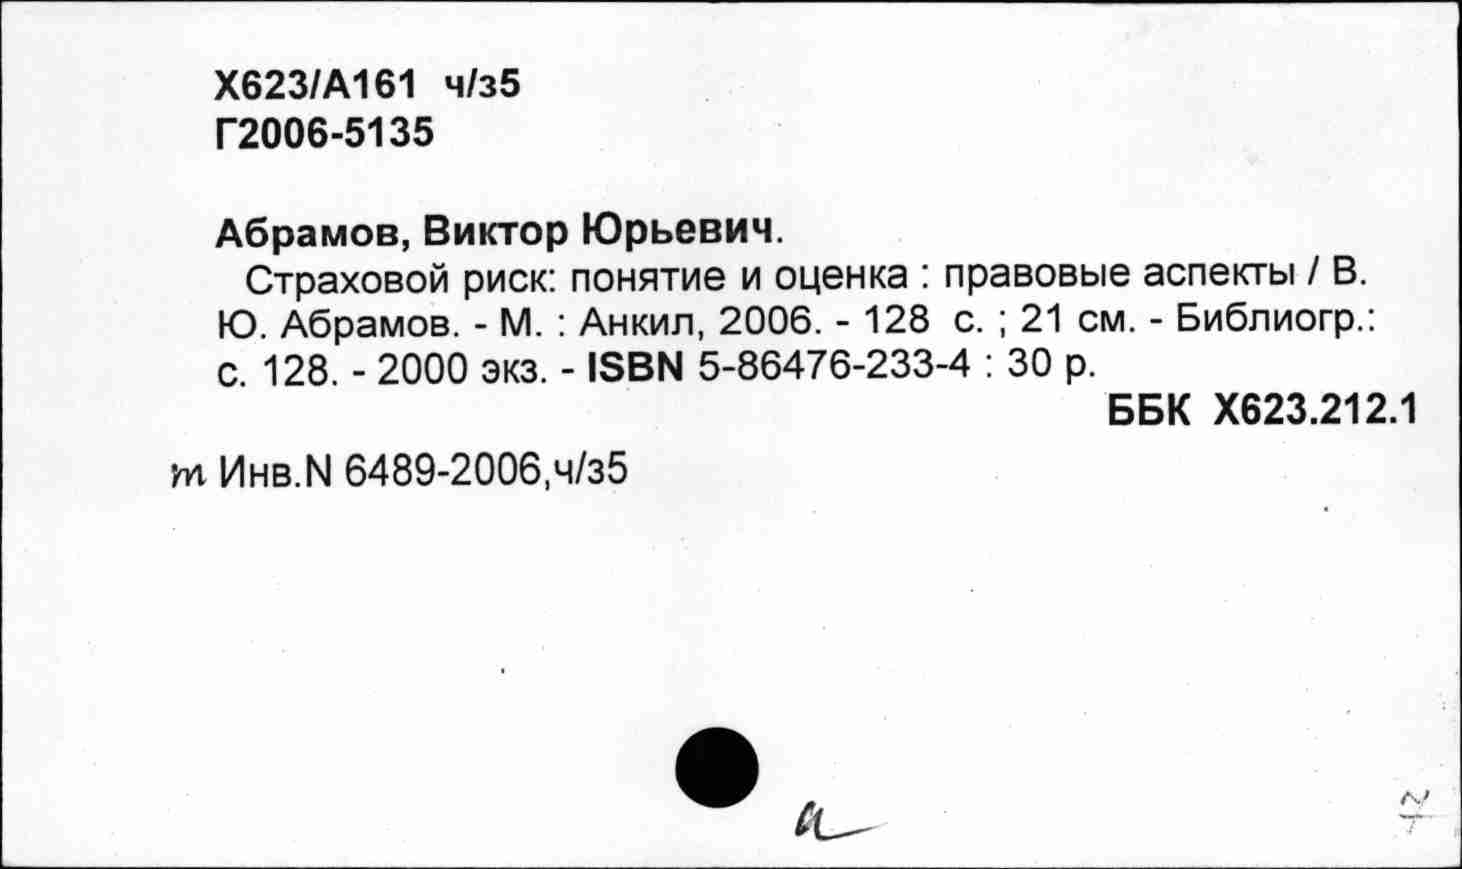 Х623/А161 ч/з5
Г2006-5135
Абрамов, Виктор Юрьевич.
Страховой риск: понятие и оценка : правовые аспекты / В.
Ю. Абрамов. - М. : Анкил, 2006. - 128 с. ; 21 см. - Библиогр.:
с. 128. - 2000 экз. - ISBN 5-86476-233-4 : 30 р.
ББК Х623.212.1
т Инв.N 6489-2006,ч/з5